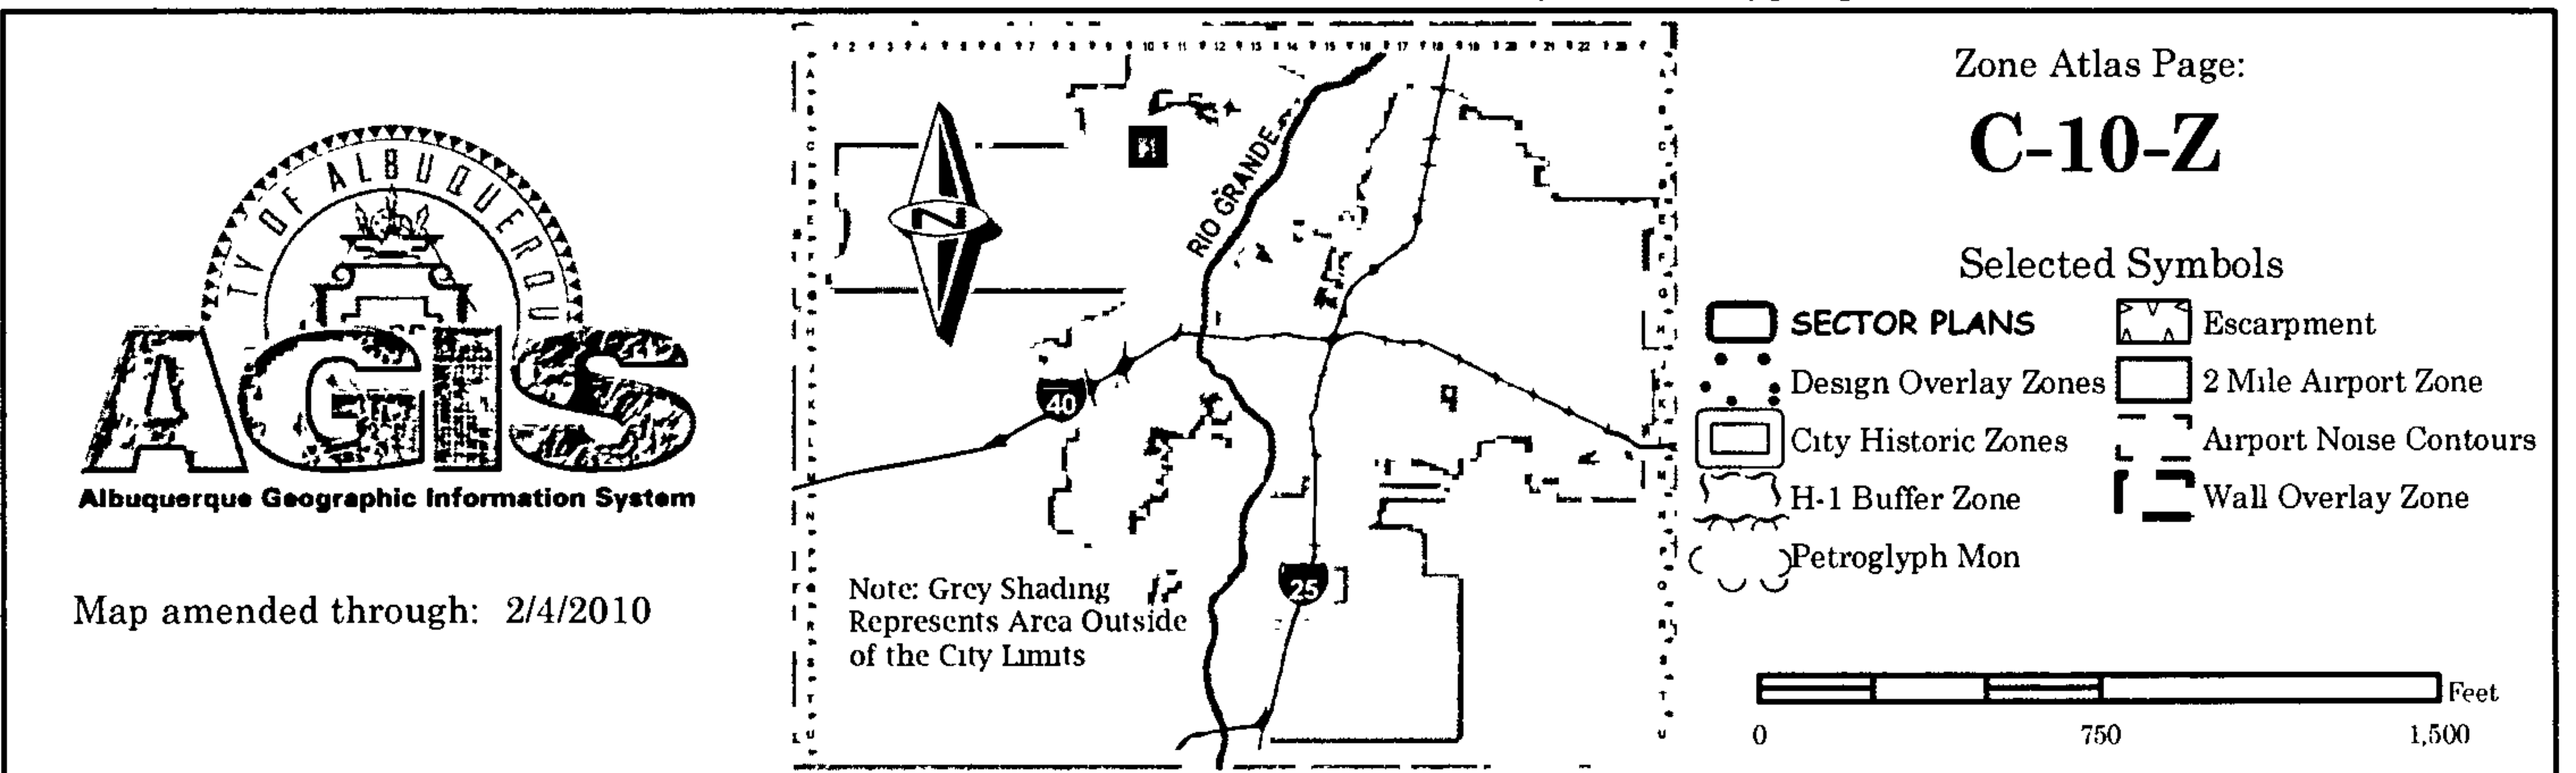 TY OF ALBUQUERQU
AGIS
Albuquerque Geographic Information System
Map amended through: 2/4/2010
RIO GRANDE
N
40
25
Note: Grey Shading
Represents Area Outside
of the City Limits
Zone Atlas Page:
C-10-Z
Selected Symbols
SECTOR PLANS
Design Overlay Zones
City Historic Zones
H-1 Buffer Zone
Petroglyph Mon
Escarpment
2 Mile Airport Zone
Airport Noise Contours
Wall Overlay Zone
Feet
0 750 1,500